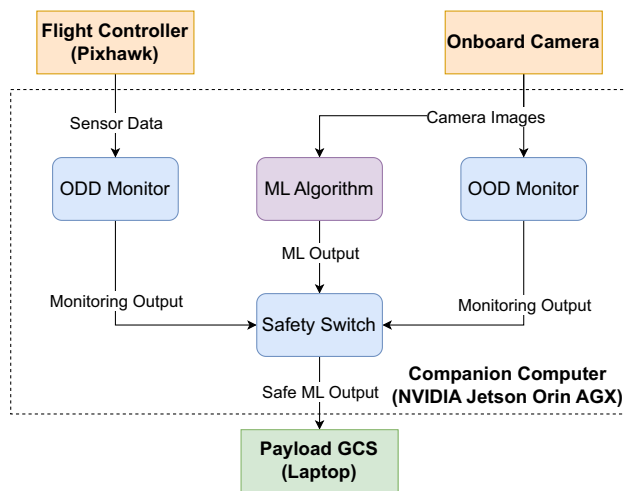 Flight Controller
(Pixhawk)
Onboard Camera
Sensor Data
Camera Images
ODD Monitor
ML Algorithm
OOD Monitor
ML Output
Monitoring Output
Monitoring Output
Safety Switch
Safe ML Output
Companion Computer
(NVIDIA Jetson Orin AGX)
Payload GCS
(Laptop)